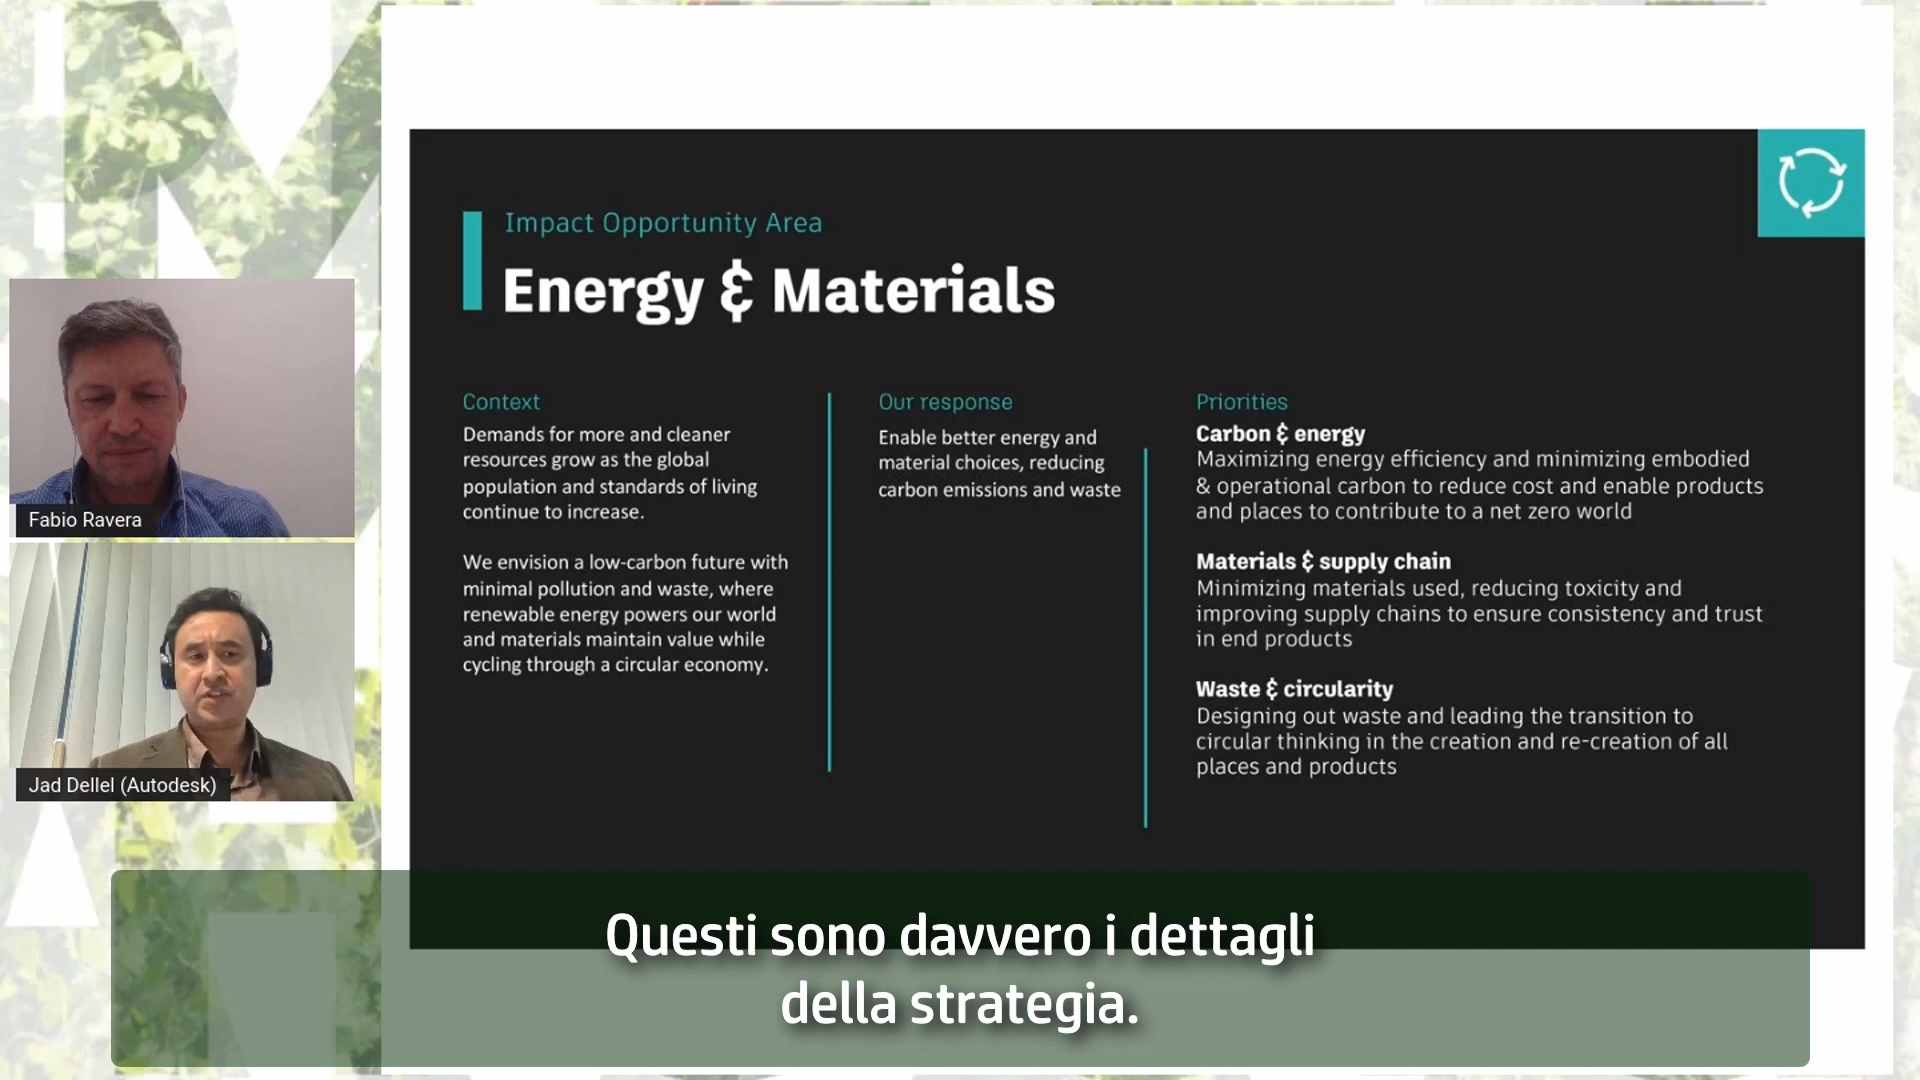 Impact Opportunity Area
Energy & Materials
Context
Demands for more and cleaner
resources grow as the global
population and standards of living
continue to increase.
We envision a low-carbon future with
minimal pollution and waste, where
renewable energy powers our world
and materials maintain value while
cycling through a circular economy.
Our response
Enable better energy and
material choices, reducing
carbon emissions and waste
Priorities
Carbon & energy
Maximizing energy efficiency and minimizing embodied
& operational carbon to reduce cost and enable products
and places to contribute to a net zero world
Materials & supply chain
Minimizing materials used, reducing toxicity and
improving supply chains to ensure consistency and trust
in end products
Waste & circularity
Designing out waste and leading the transition to
circular thinking in the creation and re-creation of all
places and products
Fabio Ravera
Jad Dellel (Autodesk)
Questi sono davvero i dettagli
della strategia.